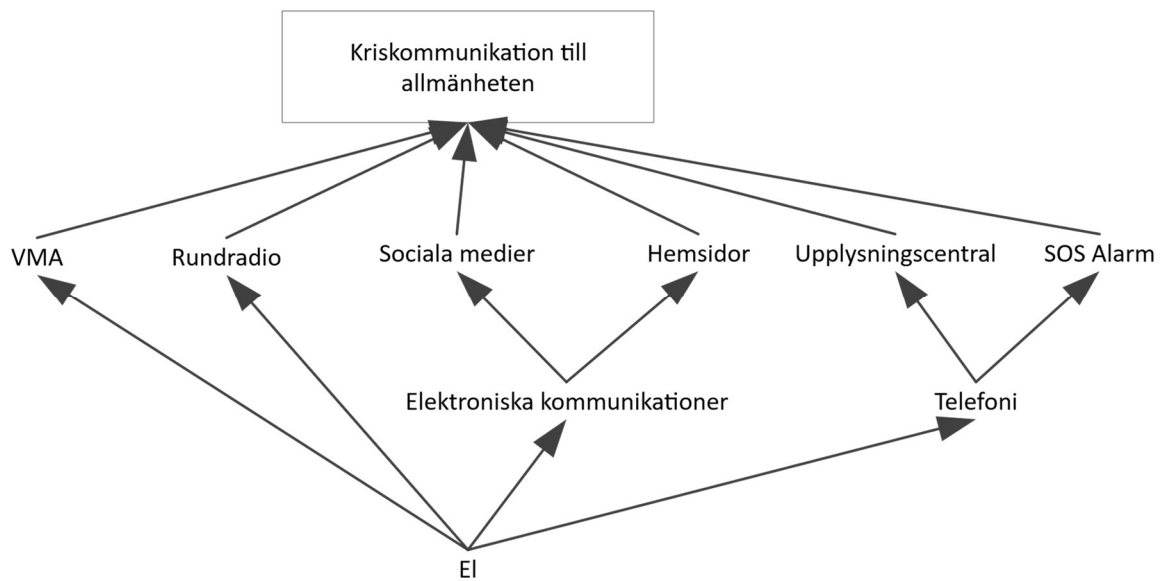 Kriskommunikation till
allmänheten
VMA
Rundradio
Sociala medier
Hemsidor
Upplysningscentral
SOS Alarm
Elektroniska kommunikationer
Telefoni
El